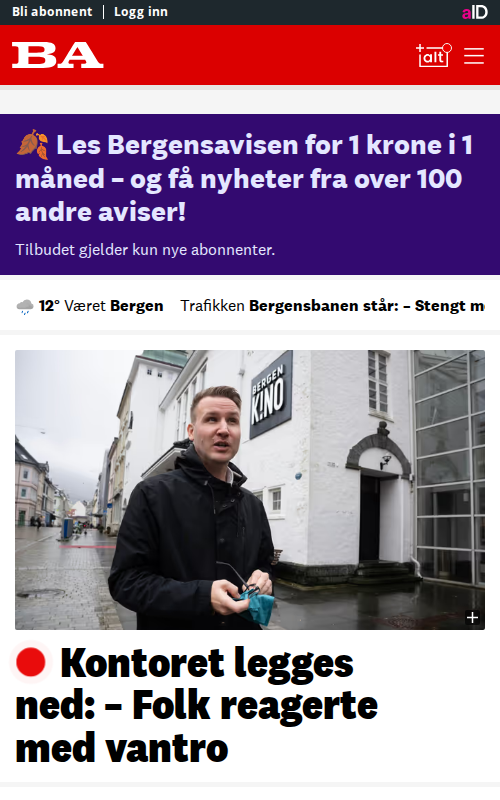 Bli abonnent | Logg inn
aID
BA
+alt
🍂 Les Bergensavisen for 1 krone i 1
måned – og få nyheter fra over 100
andre aviser!
Tilbudet gjelder kun nye abonnenter.
12° Været Bergen Trafikken Bergensbanen står: – Stengt m
BERGEN
K!NO
Kontoret legges
ned: – Folk reagerte
med vantro